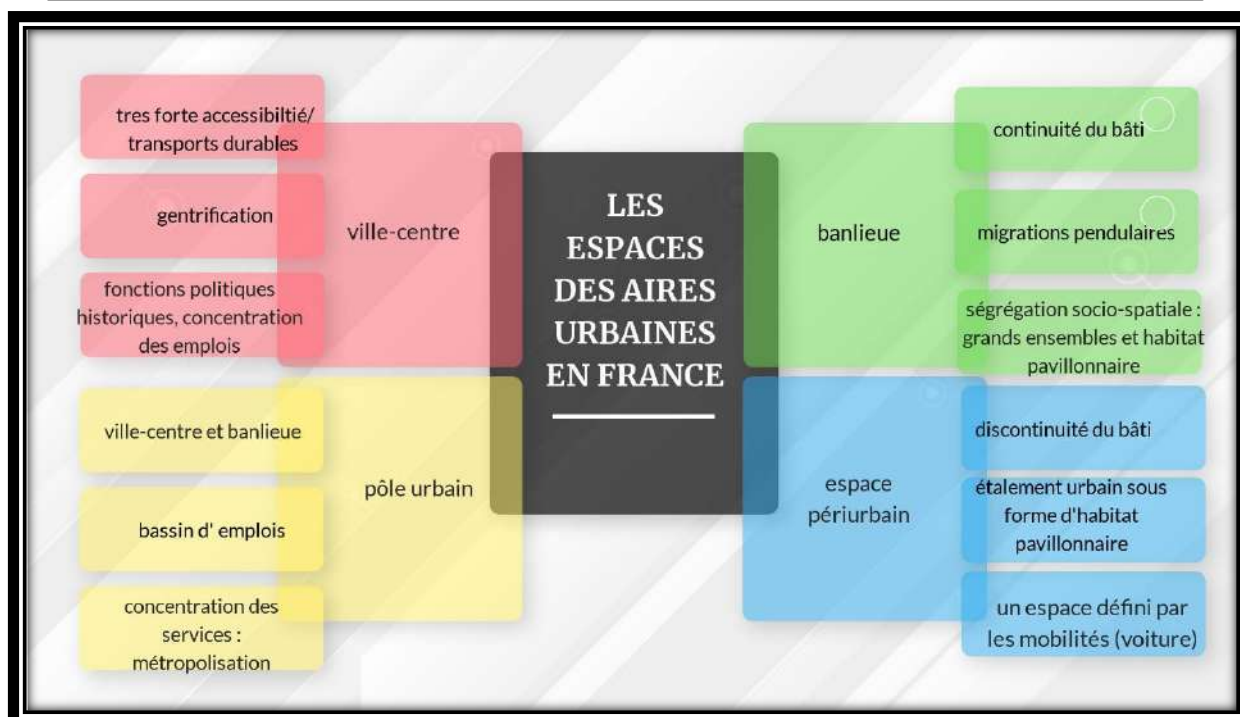 LES
ESPACES
DES AIRES
URBAINES
EN FRANCE
tres forte accessibiltié/
transports durables
gentrification
fonctions politiques
historiques, concentration
des emplois
ville-centre
ville-centre et banlieue
bassin d' emplois
concentration des
services :
métropolisation
pôle urbain
banlieue
continuité du bâti
migrations pendulaires
ségrégation socio-spatiale :
grands ensembles et habitat
pavillonnaire
espace
périurbain
discontinuité du bâti
étalement urbain sous
forme d'habitat
pavillonnaire
un espace défini par
les mobilités (voiture)